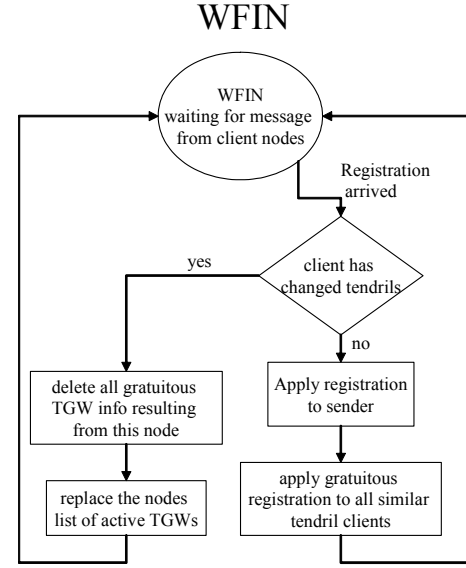 WFIN
WFIN
waiting for message
from client nodes
Registration
arrived
yes
client has
changed tendrils
no
delete all gratuitous
TGW info resulting
from this node
Apply registration
to sender
replace the nodes
list of active TGWs
apply gratuitous
registration to all similar
tendril clients